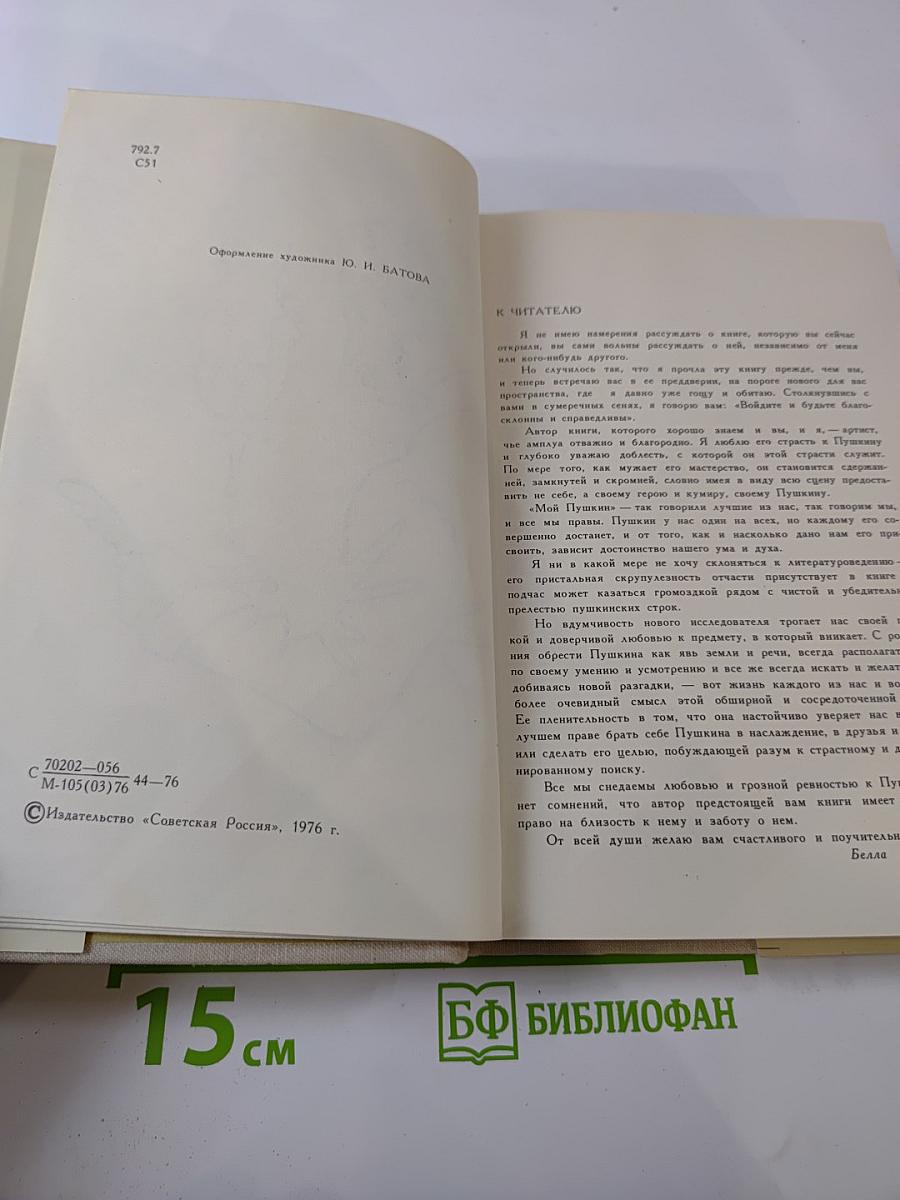 792.7
С51
Оформление художника Ю. И. БАТОВА
С 70202—056
М-105(03)76 44—76
© Издательство «Советская Россия», 1976 г.
К ЧИТАТЕЛЮ
Я не имею намерения рассуждать о книге, которую вы сейчас
открыли, вы сами вольны рассуждать о ней, независимо от меня
или кого-нибудь другого.
Но случилось так, что я прочла эту книгу прежде, чем вы,
и теперь встречаю вас в ее преддверии, на пороге нового для вас
пространства, где я давно уже гощу и обитаю. Столкнувшись с
вами в сумеречных сенях, я говорю вам: «Войдите и будьте благо-
склонны и справедливы».
Автор книги, которого хорошо знаем и вы, и я, — артист,
чье амплуа отважно и благородно. Я люблю его страсть к Пушкину
и глубоко уважаю доблесть, с которой он этой страсти служит.
По мере того, как мужает его мастерство, он становится сдержан-
ней, замкнутей и скромней, словно имея в виду всю сцену предоста-
вить не себе, а своему герою и кумиру, своему Пушкину.
«Мой Пушкин» — так говорили лучшие из нас, так говорим мы,
и все мы правы. Пушкин у нас один на всех, но каждому его со-
вершенно достанет, и от того, как и насколько дано нам его при-
своить, зависит достоинство нашего ума и духа.
Я ни в какой мере не хочу склоняться к литературоведению —
его пристальная скрупулезность отчасти присутствует в книге
подчас может казаться громоздкой рядом с чистой и убедительн
прелестью пушкинских строк.
Но вдумчивость нового исследователя трогает нас своей
кой и доверчивой любовью к предмету, в который вникает. С ро
ния обрести Пушкина как явь земли и речи, всегда располагат
по своему умению и усмотрению и все же всегда искать и желат
добиваясь новой разгадки, — вот жизнь каждого из нас и во
более очевидный смысл этой обширной и сосредоточенной
Ее пленительность в том, что она настойчиво уверяет нас
лучшем праве брать себе Пушкина в наслаждение, в друзья и
или сделать его целью, побуждающей разум к страстному и д
нированному поиску.
Все мы снедаемы любовью и грозной ревностью к Пуш
нет сомнений, что автор предстоящей вам книги имеет
право на близость к нему и заботу о нем.
От всей души желаю вам счастливого и поучительн
Белла
15 см
БФ БИБЛИОФАН